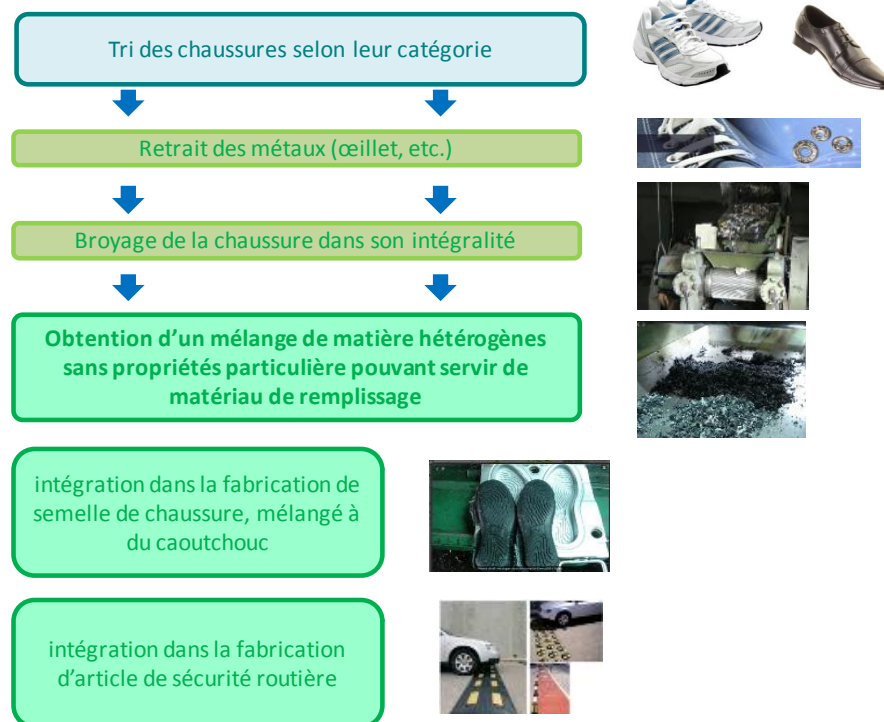 Tri des chaussures selon leur catégorie
Retrait des métaux (œillet, etc.)
Broyage de la chaussure dans son intégralité
Obtention d'un mélange de matière hétérogènes
sans propriétés particulière pouvant servir de
matériau de remplissage
intégration dans la fabrication de
semelle de chaussure, mélangé à
du caoutchouc
intégration dans la fabrication
d'article de sécurité routière